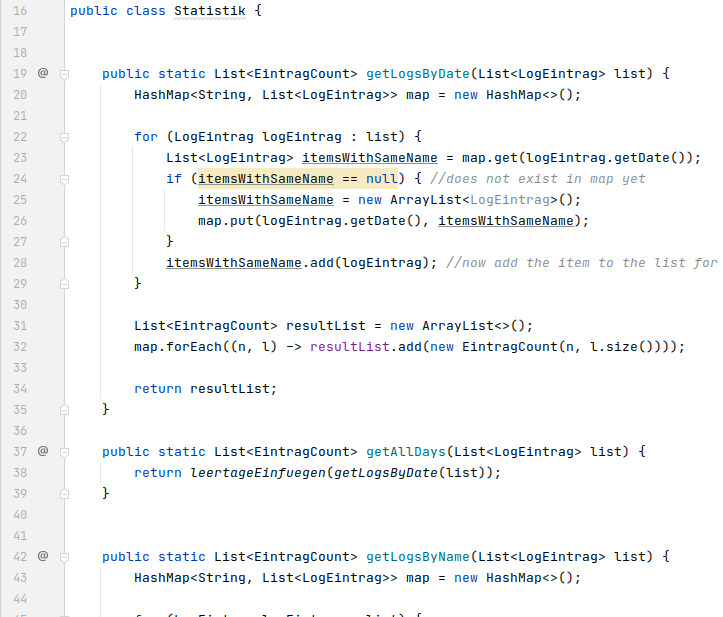 16 public class Statistik {
17
18
19 @ public static List<EintragCount> getLogsByDate(List<LogEintrag> list) {
20 HashMap<String, List<LogEintrag>> map = new HashMap<>();
21
22 for (LogEintrag logEintrag : list) {
23 List<LogEintrag> itemsWithSameName = map.get(logEintrag.getDate());
24 if (itemsWithSameName == null) { //does not exist in map yet
25 itemsWithSameName = new ArrayList<LogEintrag>();
26 map.put(logEintrag.getDate(), itemsWithSameName);
27 }
28 itemsWithSameName.add(logEintrag); //now add the item to the list for
29 }
30
31 List<EintragCount> resultList = new ArrayList<>();
32 map.forEach((n, l) -> resultList.add(new EintragCount(n, l.size())));
33
34 return resultList;
35 }
36
37 @ public static List<EintragCount> getAllDays(List<LogEintrag> list) {
38 return leertageEinfuegen(getLogsByDate(list));
39 }
40
41
42 @ public static List<EintragCount> getLogsByName(List<LogEintrag> list) {
43 HashMap<String, List<LogEintrag>> map = new HashMap<>();
44